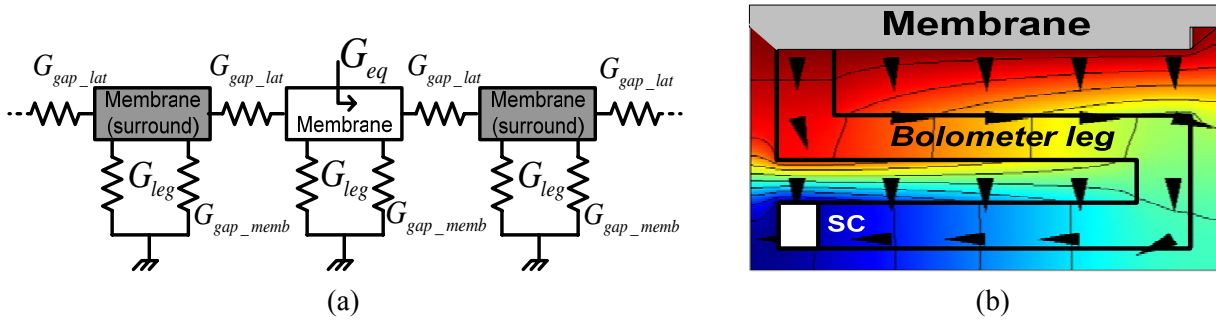 G_gap_lat
G_gap_lat
G_eq
G_gap_lat
G_gap_lat
Membrane
(surround)
Membrane
Membrane
(surround)
G_leg
G_gap_memb
G_leg
G_gap_memb
G_leg
G_gap_memb
(a)
Membrane
Bolometer leg
SC
(b)